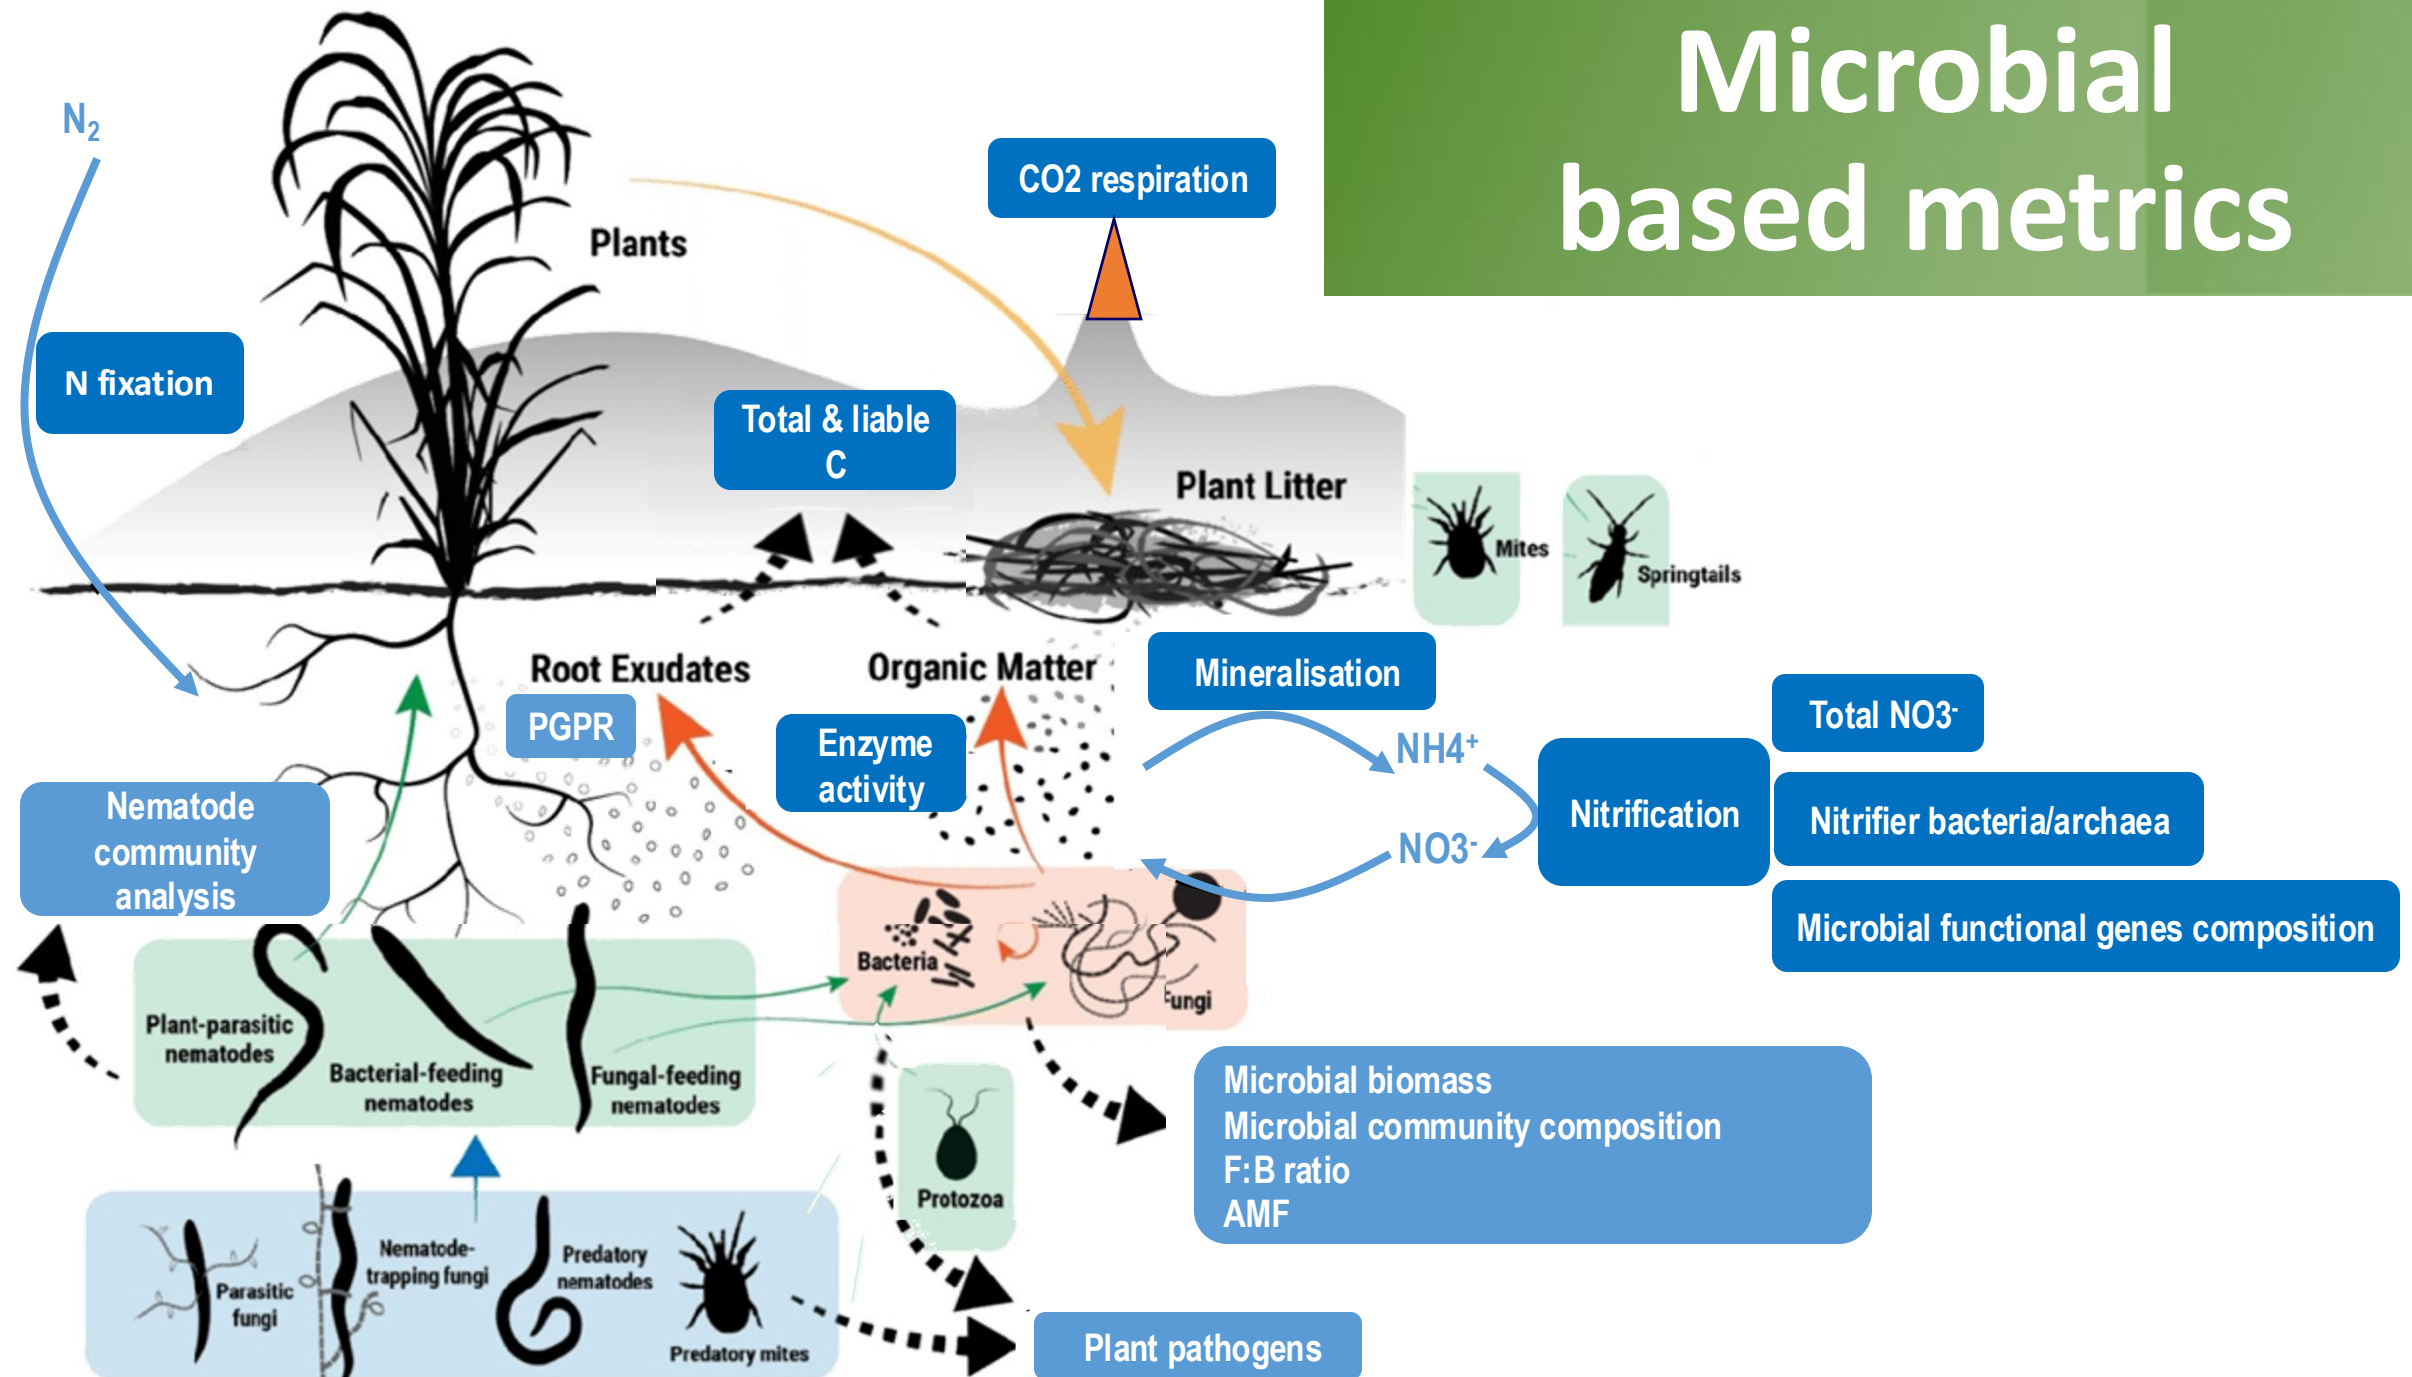 Microbial
based metrics
N2
CO2 respiration
Plants
N fixation
Total & liable
C
Plant Litter
Mites
Springtails
Root Exudates
Organic Matter
Mineralisation
PGPR
Enzyme
activity
NH4+
Total NO3-
Nitrification
Nitrifier bacteria/archaea
NO3-
Microbial functional genes composition
Nematode
community
analysis
Bacteria
Fungi
Plant-parasitic
nematodes
Bacterial-feeding
nematodes
Fungal-feeding
nematodes
Microbial biomass
Microbial community composition
F:B ratio
AMF
Protozoa
Parasitic
fungi
Nematode-
trapping fungi
Predatory
nematodes
Predatory mites
Plant pathogens